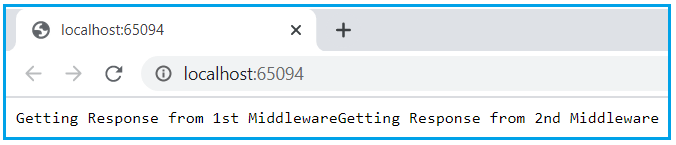 localhost:65094
localhost:65094
Getting Response from 1st MiddlewareGetting Response from 2nd Middleware